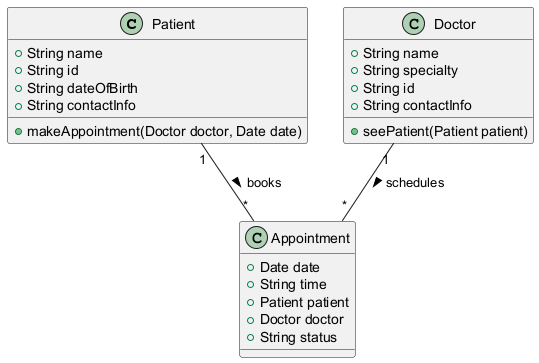 C Patient
+ String name
+ String id
+ String dateOfBirth
+ String contactInfo
+ makeAppointment(Doctor doctor, Date date)
C Doctor
+ String name
+ String specialty
+ String id
+ String contactInfo
+ seePatient(Patient patient)
1
books
*
1
schedules
*
C Appointment
+ Date date
+ String time
+ Patient patient
+ Doctor doctor
+ String status